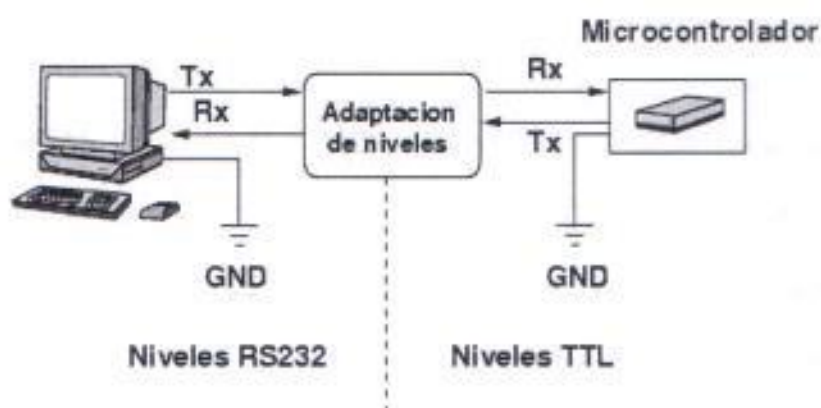 Microcontrolador
Tx
Rx
Adaptacion
de niveles
Rx
Tx
GND
GND
Niveles RS232
Niveles TTL